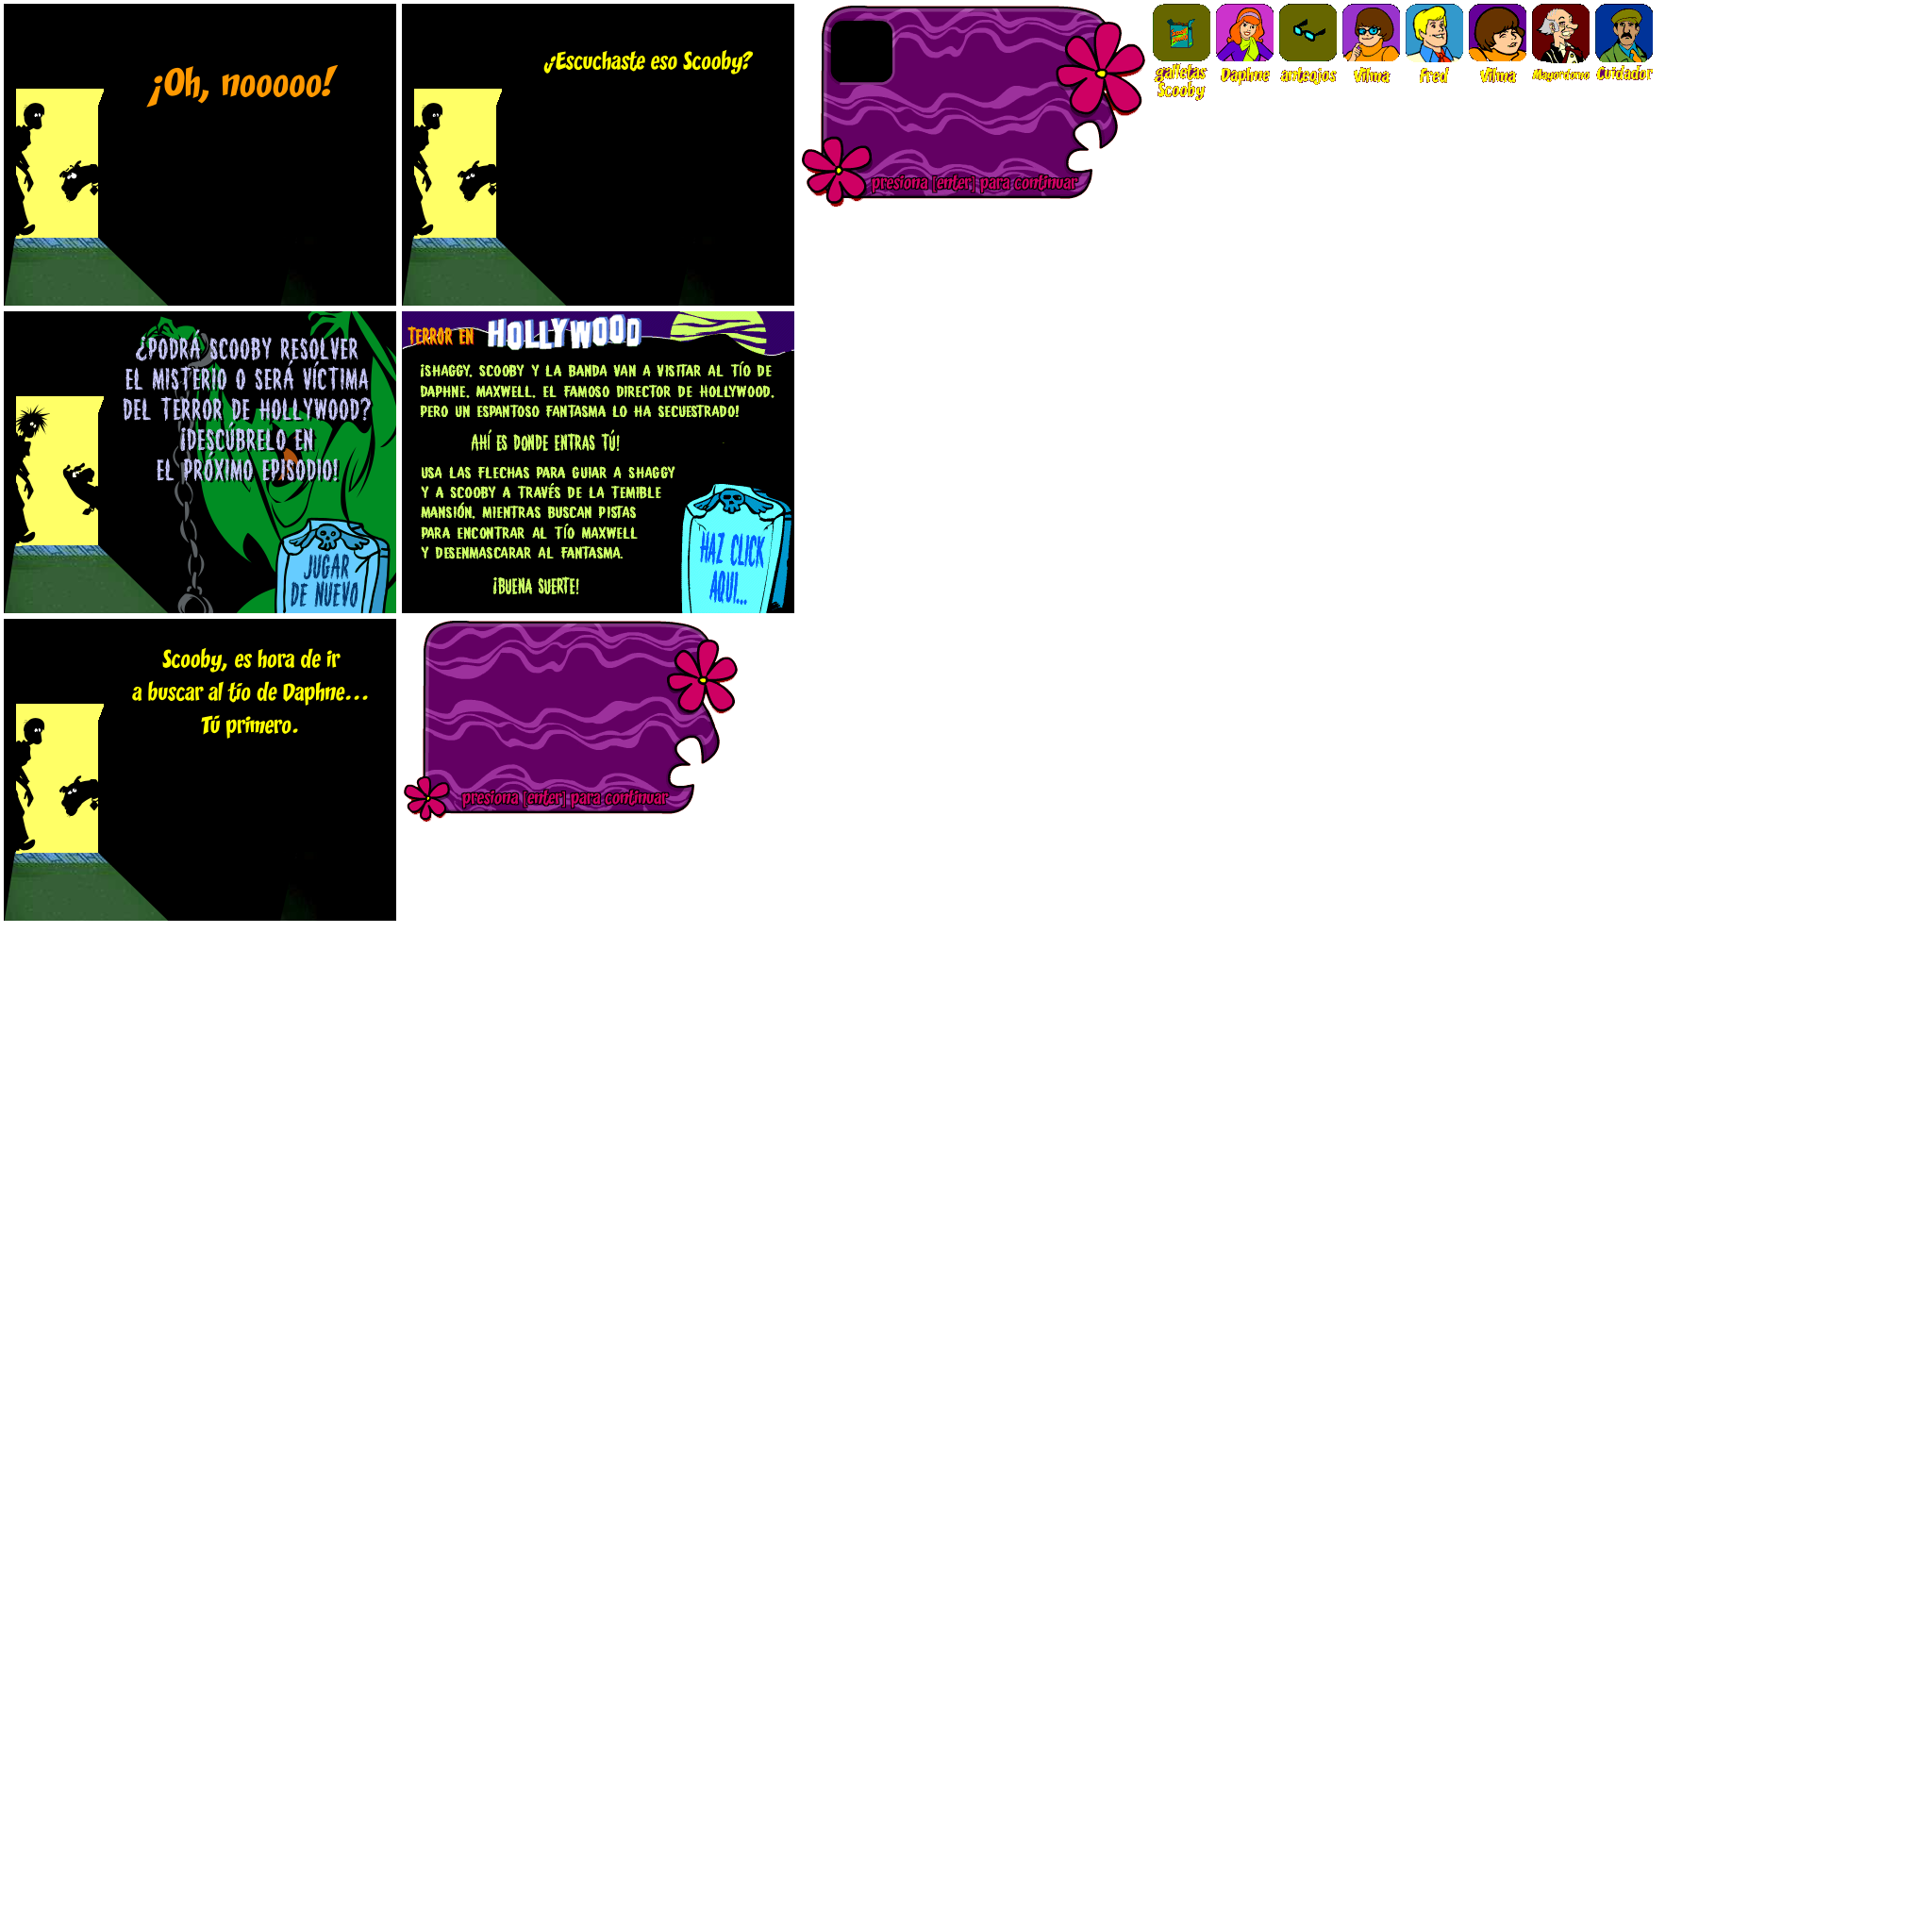 ¡Oh, nooooo!
¿Escuchaste eso Scooby?
presiona [enter] para continuar
galletas
Scooby
Daphne
anteojos
Vilma
Fred
Vilma
Mayordomo
Cuidador
¿PODRÁ SCOOBY RESOLVER
EL MISTERIO O SERÁ VÍCTIMA
DEL TERROR DE HOLLYWOOD?
¡DESCÚBRELO EN
EL PRÓXIMO EPISODIO!
JUGAR
DE NUEVO
TERROR EN HOLLYWOOD
¡SHAGGY, SCOOBY Y LA BANDA VAN A VISITAR AL TÍO DE
DAPHNE, MAXWELL, EL FAMOSO DIRECTOR DE HOLLYWOOD,
PERO UN ESPANTOSO FANTASMA LO HA SECUESTRADO!
AHÍ ES DONDE ENTRAS TÚ!
USA LAS FLECHAS PARA GUIAR A SHAGGY
Y A SCOOBY A TRAVÉS DE LA TEMIBLE
MANSIÓN, MIENTRAS BUSCAN PISTAS
PARA ENCONTRAR AL TÍO MAXWELL
Y DESENMASCARAR AL FANTASMA.
¡BUENA SUERTE!
HAZ CLICK
AQUI...
Scooby, es hora de ir
a buscar al tío de Daphne...
Tú primero.
presiona [enter] para continuar